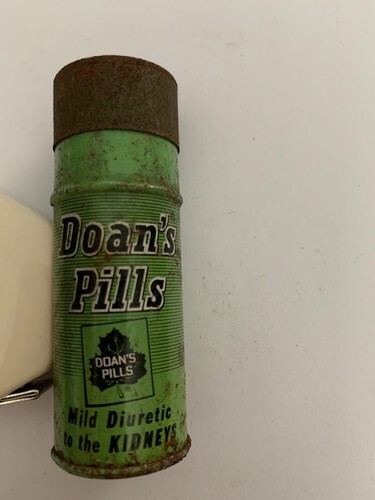 Doan's
Pills
DOAN'S
PILLS
Mild Diuretic
to the KIDNEYS